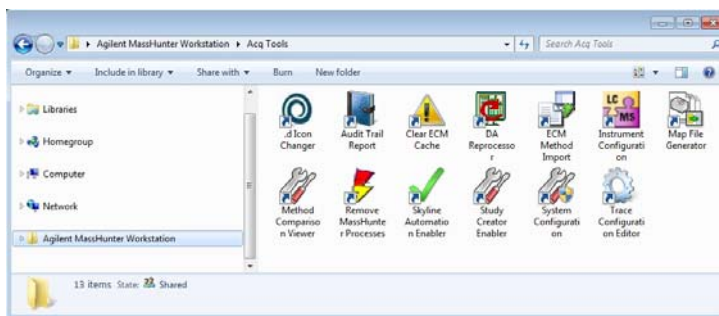 Agilent MassHunter Workstation Acq Tools
Search Acq Tools
Organize Include in library Share with Burn New folder
Libraries
Homegroup
Computer
Network
Agilent MassHunter Workstation
.d Icon
Changer
Audit Trail
Report
Clear ECM
Cache
DA
Reprocesso
r
ECM
Method
Import
LC
MS
Instrument
Configurati
on
Map File
Generator
Method
Compariso
n Viewer
Remove
MassHunte
r Processes
Skyline
Automatio
n Enabler
Study
Creator
Enabler
System
Configurati
on
Trace
Configurati
on Editor
13 items State: Shared